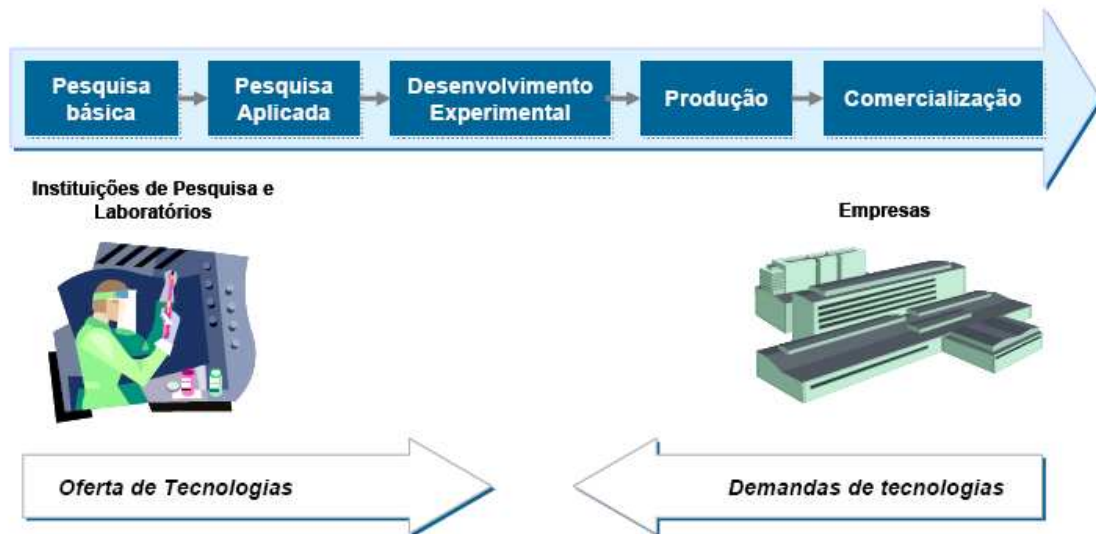 Pesquisa
básica
Pesquisa
Aplicada
Desenvolvimento
Experimental
Produção
Comercialização
Instituições de Pesquisa e
Laboratórios
Empresas
Oferta de Tecnologias
Demandas de tecnologias